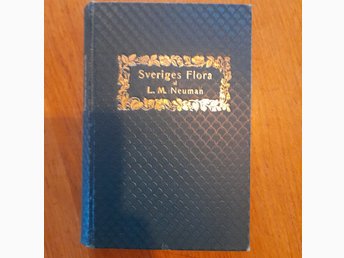 Sveriges Flora
af
L. M. Neuman